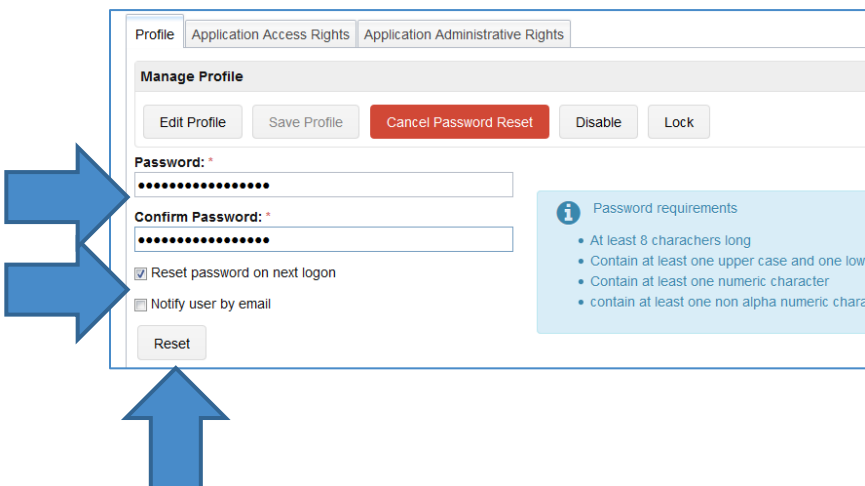 Profile Application Access Rights Application Administrative Rights
Manage Profile
Edit Profile Save Profile Cancel Password Reset Disable Lock
Password: *
•••••••••••••••••
Confirm Password: *
•••••••••••••••••
Reset password on next logon
Notify user by email
Reset
Password requirements
• At least 8 charachers long
• Contain at least one upper case and one low
• Contain at least one numeric character
• contain at least one non alpha numeric chara